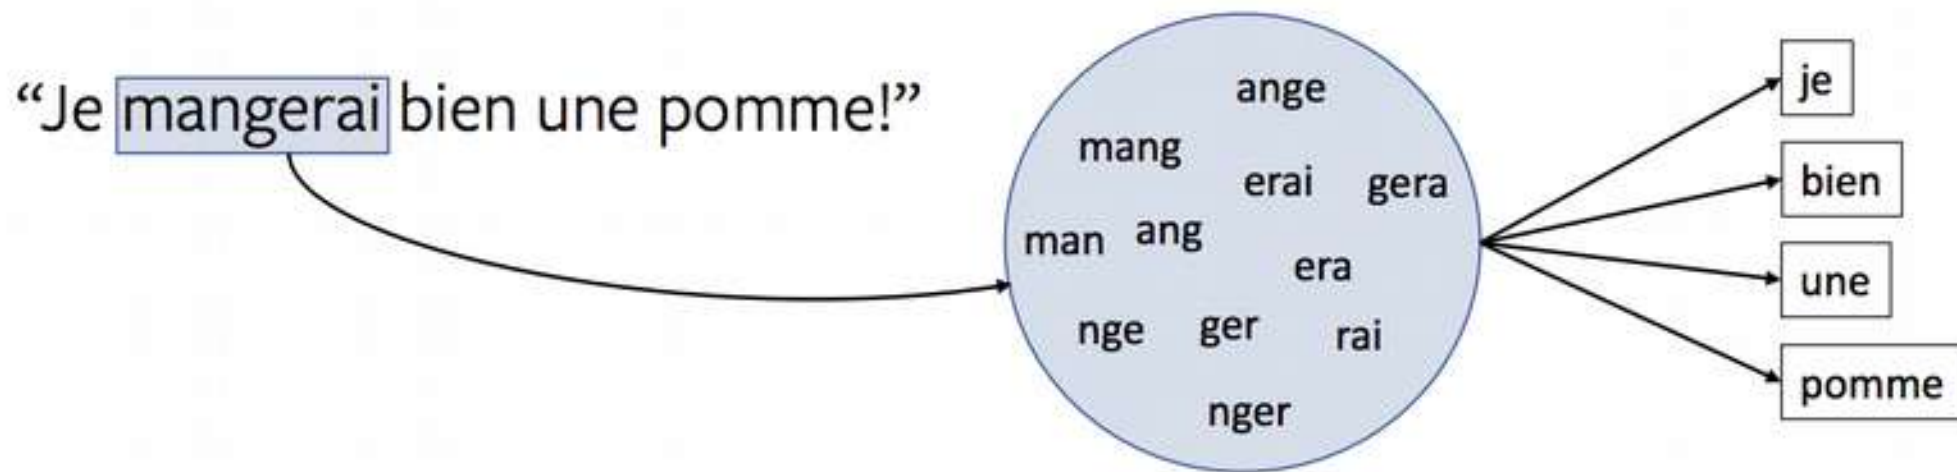 “Je mangerai bien une pomme!”
ange
mang
erai gera
man ang
era
nge ger rai
nger
je
bien
une
pomme